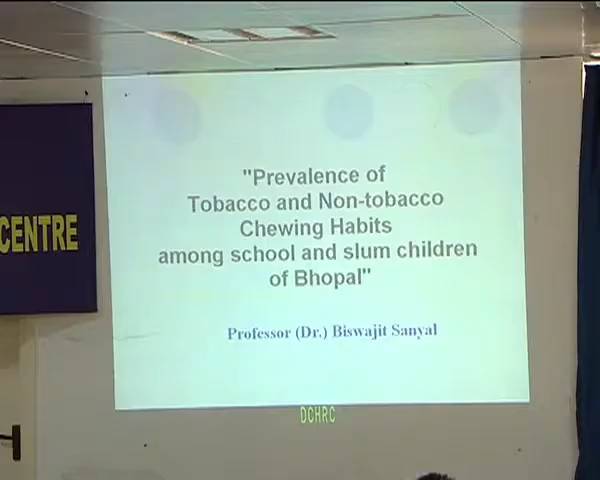 "Prevalence of
Tobacco and Non-tobacco
Chewing Habits
among school and slum children
of Bhopal"
Professor (Dr.) Biswajit Sanyal
CENTRE
DCHRC